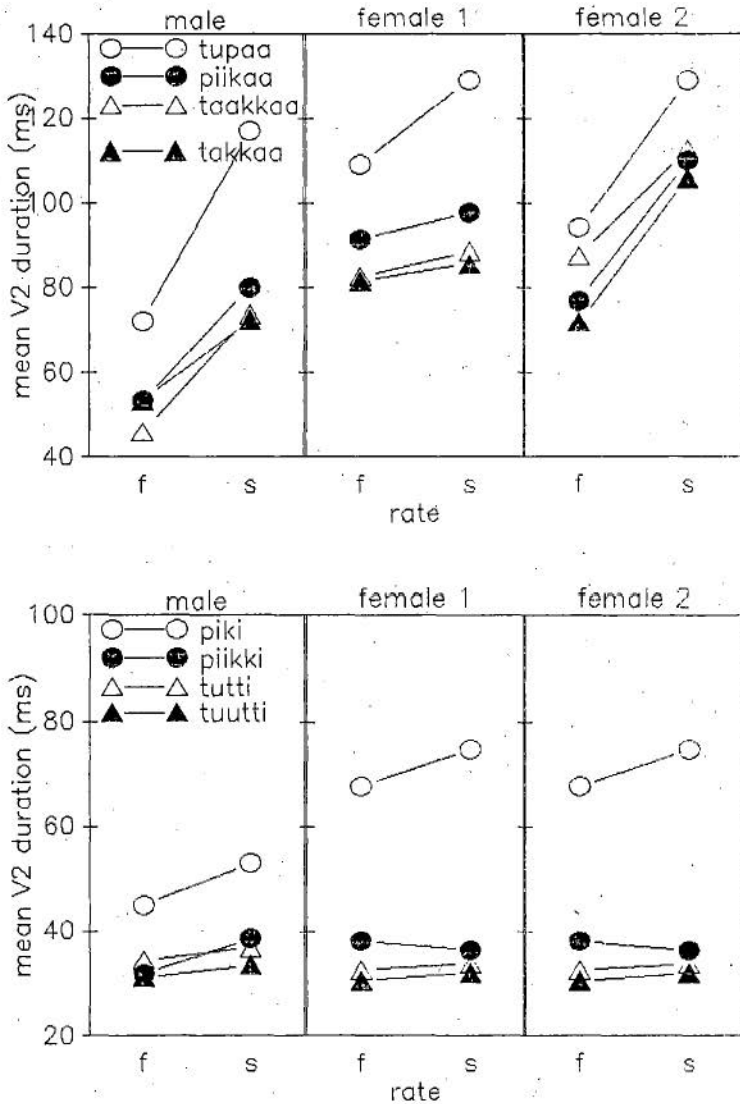 male female 1 female 2
140
120
100
80
60
40
mean V2 duration (ms)
tupaa
piikaa
taakkaa
takkaa
f s f s f s
rate
male female 1 female 2
100
80
60
40
20
mean V2 duration (ms)
piki
piikki
tutti
tuutti
f s f s f s
rate